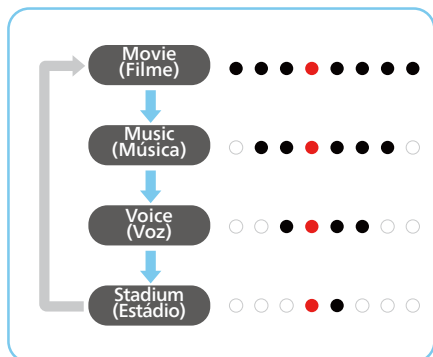 Movie
(Filme)
Music
(Música)
Voice
(Voz)
Stadium
(Estádio)